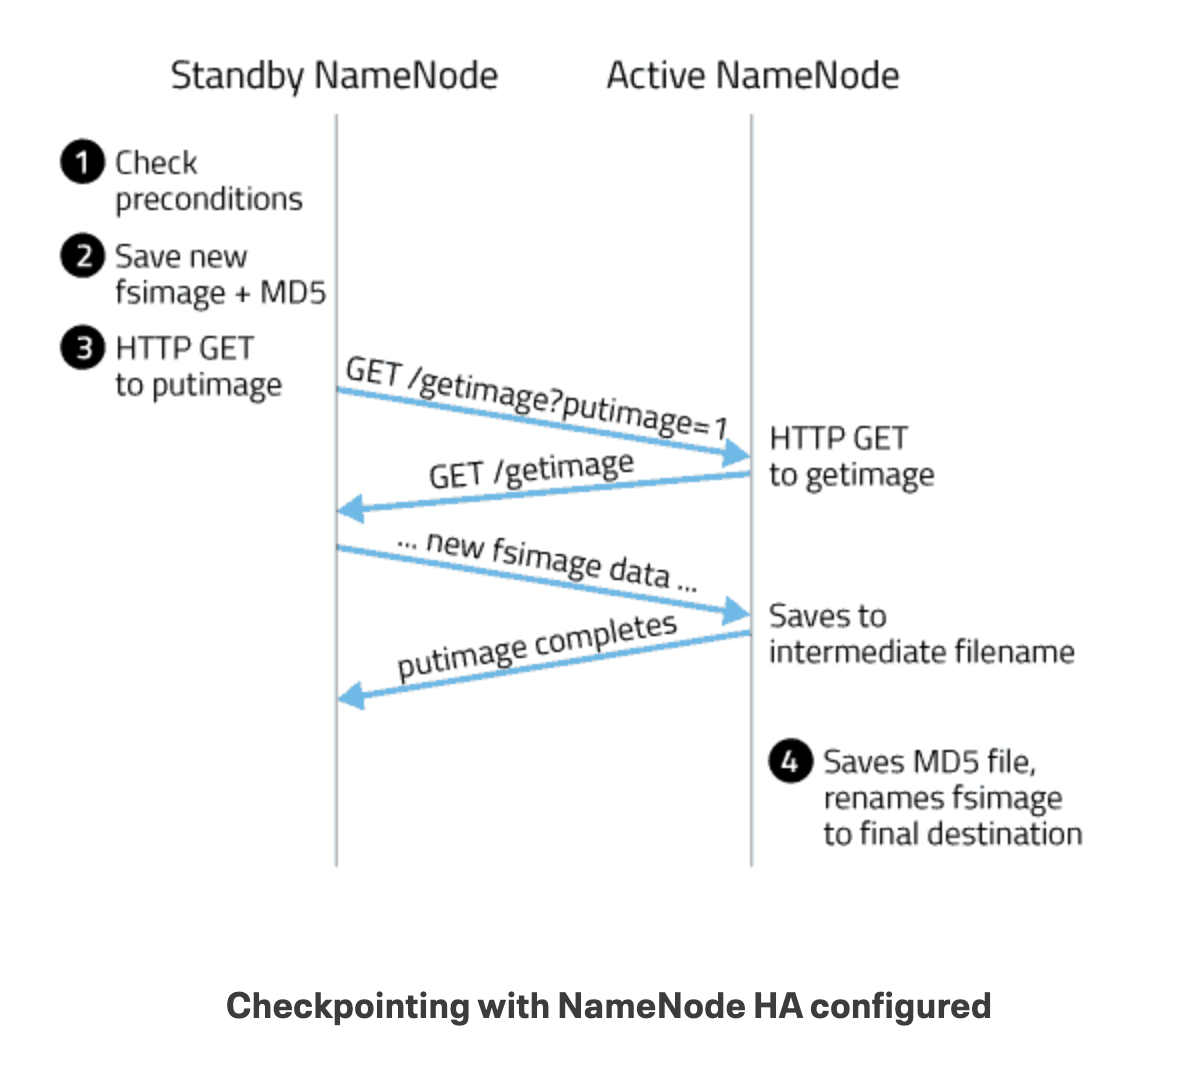 Standby NameNode
Active NameNode
1 Check
preconditions
2 Save new
fsimage + MD5
3 HTTP GET
to putimage
GET /getimage?putimage=1
HTTP GET
to getimage
GET /getimage
... new fsimage data ...
Saves to
intermediate filename
putimage completes
4 Saves MD5 file,
renames fsimage
to final destination
Checkpointing with NameNode HA configured